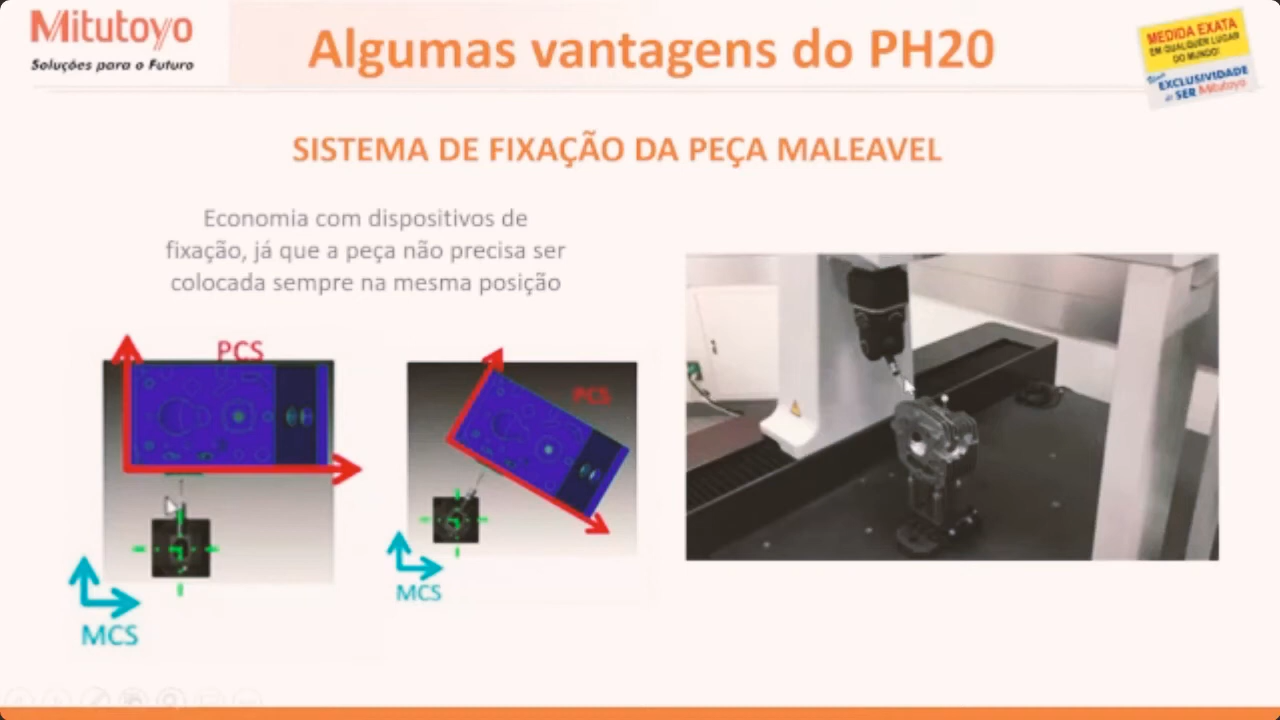 Mitutoyo
Soluções para o Futuro
Algumas vantagens do PH20
MEDIDA EXATA
EM QUALQUER LUGAR
DO MUNDO!
EXCLUSIVIDADE
de SER Mitutoyo
SISTEMA DE FIXAÇÃO DA PEÇA MALEAVEL
Economia com dispositivos de
fixação, já que a peça não precisa ser
colocada sempre na mesma posição
PCS
PCS
MCS
MCS